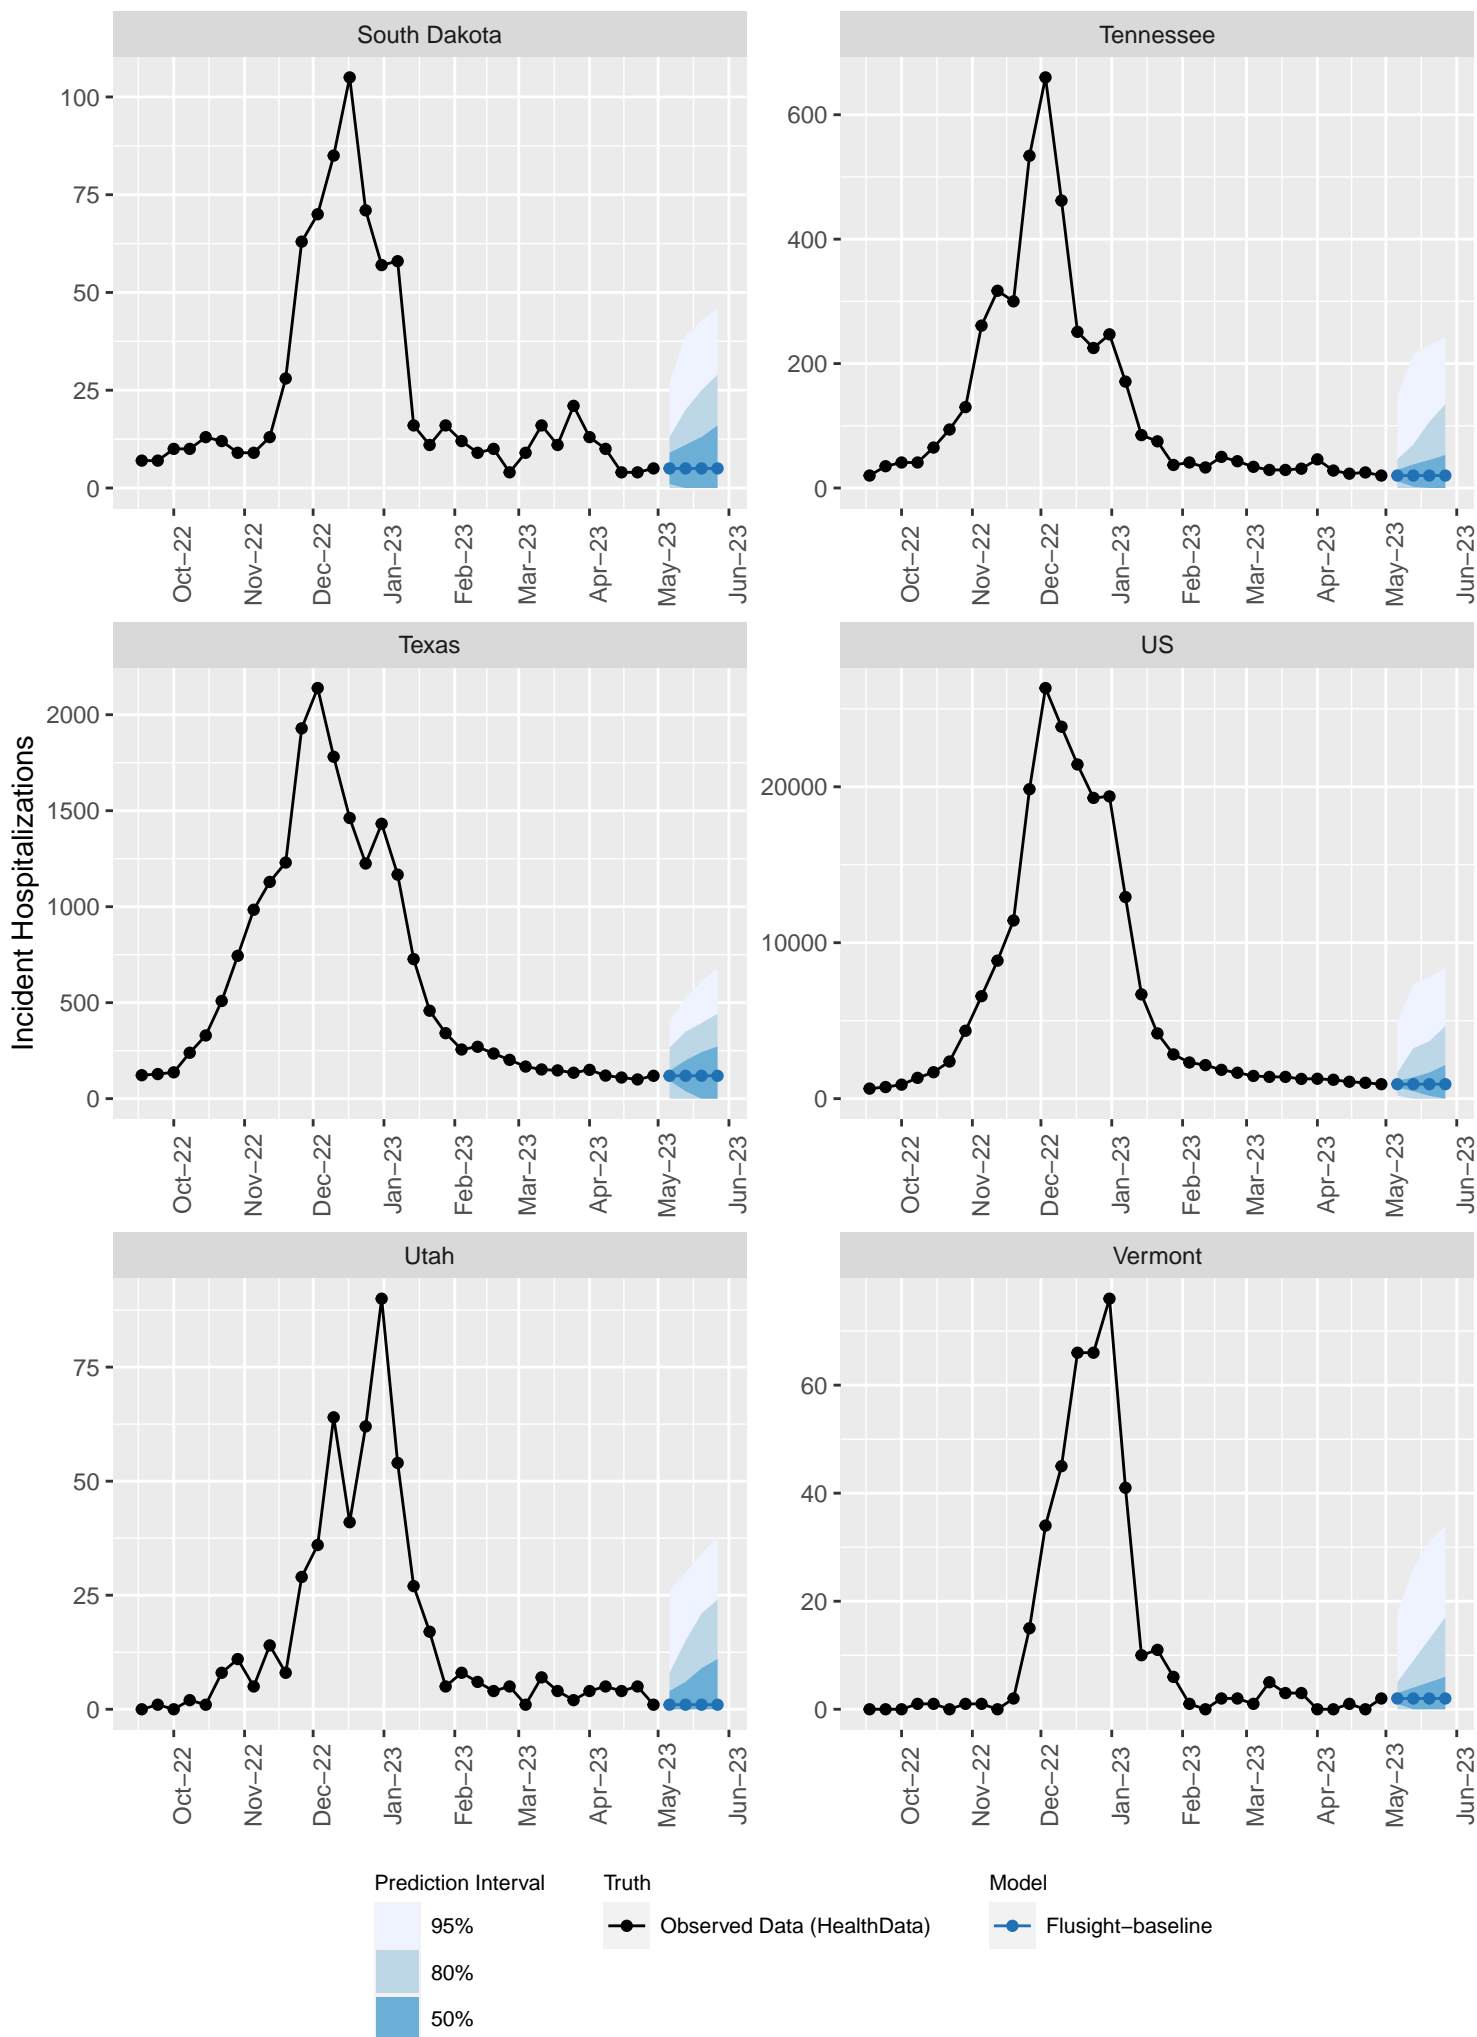 South Dakota
Tennessee
100
75
50
25
0
600
400
200
0
Oct−22
Nov−22
Dec−22
Jan−23
Feb−23
Mar−23
Apr−23
May−23
Jun−23
Oct−22
Nov−22
Dec−22
Jan−23
Feb−23
Mar−23
Apr−23
May−23
Jun−23
Incident Hospitalizations
Texas
US
2000
1500
1000
500
0
20000
10000
0
Oct−22
Nov−22
Dec−22
Jan−23
Feb−23
Mar−23
Apr−23
May−23
Jun−23
Oct−22
Nov−22
Dec−22
Jan−23
Feb−23
Mar−23
Apr−23
May−23
Jun−23
Utah
Vermont
75
50
25
0
60
40
20
0
Oct−22
Nov−22
Dec−22
Jan−23
Feb−23
Mar−23
Apr−23
May−23
Jun−23
Oct−22
Nov−22
Dec−22
Jan−23
Feb−23
Mar−23
Apr−23
May−23
Jun−23
Prediction Interval
95%
80%
50%
Truth
Observed Data (HealthData)
Model
Flusight−baseline